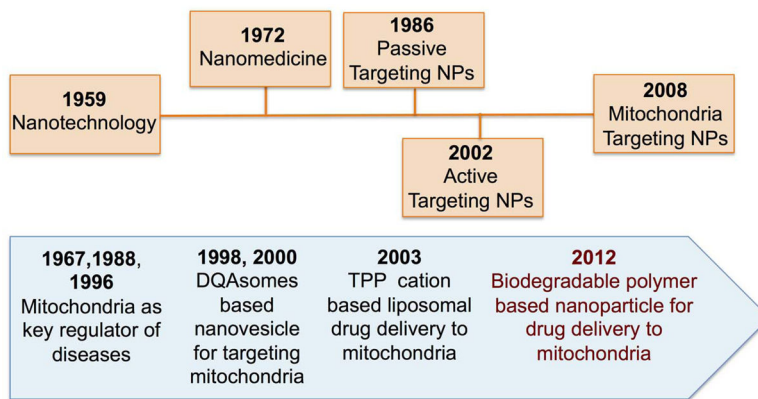 1972
Nanomedicine
1986
Passive
Targeting NPs
1959
Nanotechnology
2008
Mitochondria
Targeting NPs
2002
Active
Targeting NPs
1967,1988,
1996
Mitochondria as
key regulator of
diseases
1998, 2000
DQAsomes
based
nanovesicle
for targeting
mitochondria
2003
TPP cation
based liposomal
drug delivery to
mitochondria
2012
Biodegradable polymer
based nanoparticle for
drug delivery to
mitochondria